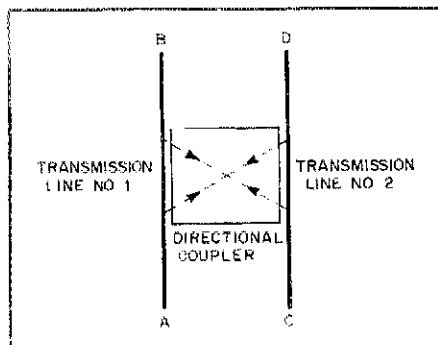 B D
TRANSMISSION
LINE NO 1
TRANSMISSION
LINE NO 2
DIRECTIONAL
COUPLER
A C